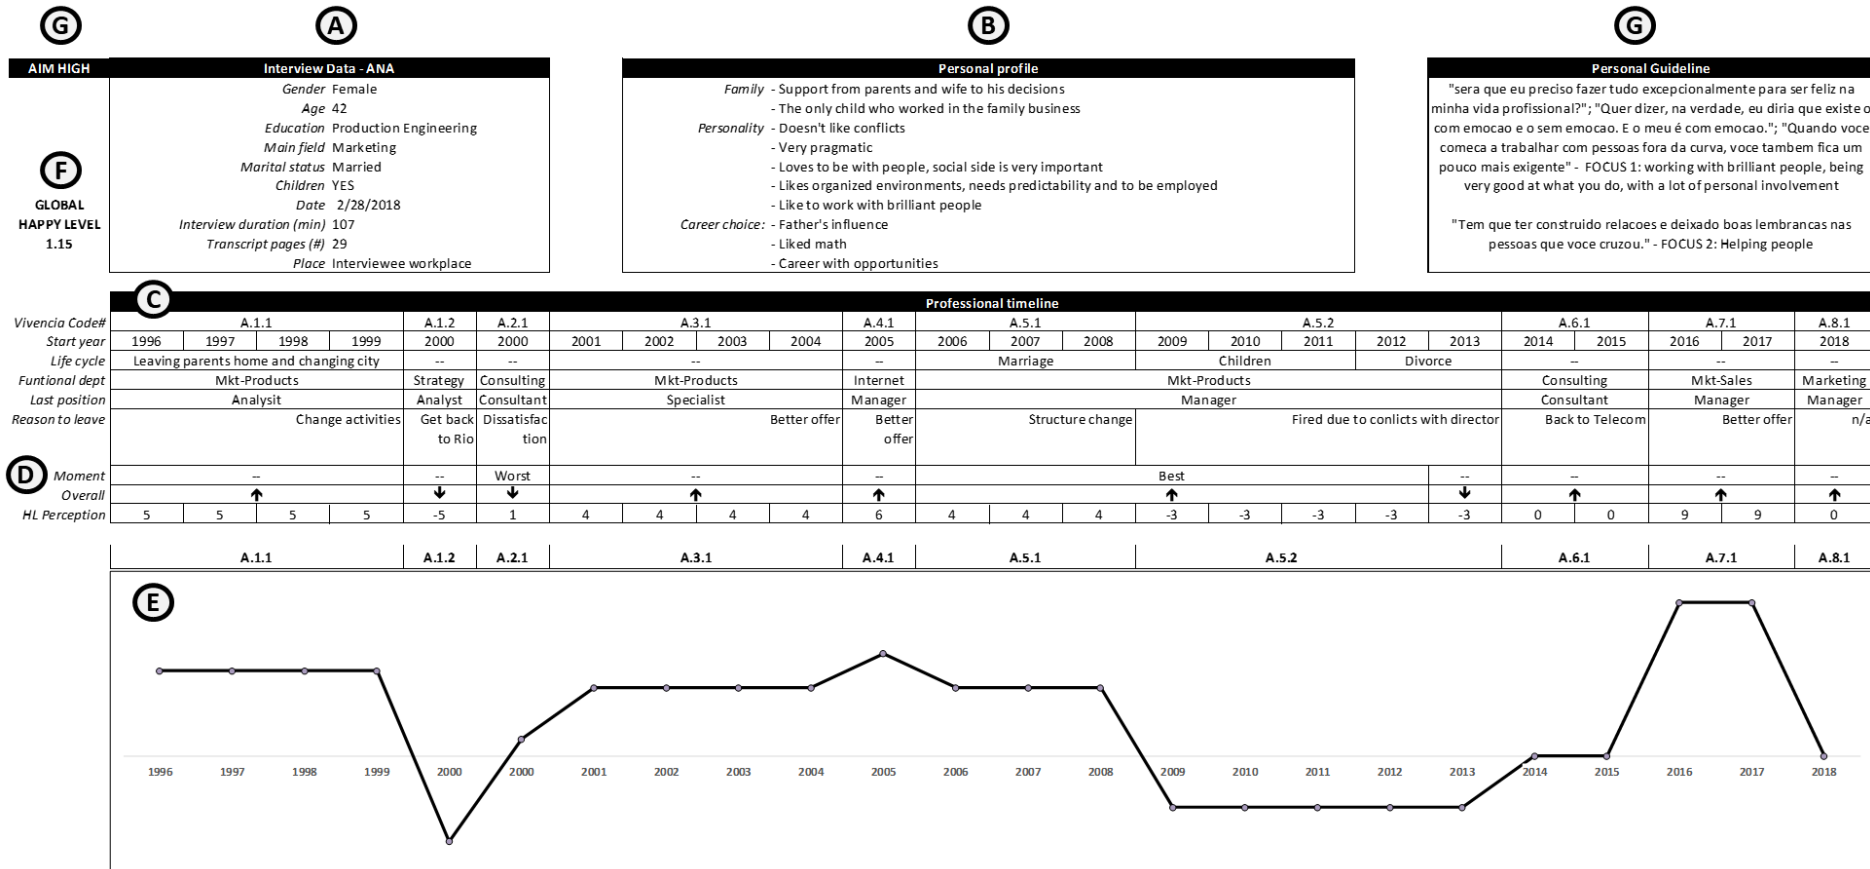 G
A
B
G
AIM HIGH
Interview Data - ANA
Gender Female
Age 42
Education Production Engineering
Main field Marketing
Marital status Married
Children YES
Date 2/28/2018
Interview duration (min) 107
Transcript pages (#) 29
Place Interviewee workplace
Personal profile
Family - Support from parents and wife to his decisions
- The only child who worked in the family business
Personality - Doesn't like conflicts
- Very pragmatic
- Loves to be with people, social side is very important
- Likes organized environments, needs predictability and to be employed
- Like to work with brilliant people
Career choice: - Father's influence
- Liked math
- Career with opportunities
Personal Guideline
"sera que eu preciso fazer tudo excepcionalmente para ser feliz na
minha vida profissional?"; "Quer dizer, na verdade, eu diria que existe o
com emocao e o sem emocao. E o meu é com emocao."; "Quando voce
comeca a trabalhar com pessoas fora da curva, voce tambem fica um
pouco mais exigente" - FOCUS 1: working with brilliant people, being
very good at what you do, with a lot of personal involvement
"Tem que ter construido relacoes e deixado boas lembrancas nas
pessoas que voce cruzou." - FOCUS 2: Helping people
F
GLOBAL
HAPPY LEVEL
1.15
C
Professional timeline
Vivencia Code# A.1.1 A.1.2 A.2.1 A.3.1 A.4.1 A.5.1 A.5.2 A.6.1 A.7.1 A.8.1
Start year 1996 1997 1998 1999 2000 2000 2001 2002 2003 2004 2005 2006 2007 2008 2009 2010 2011 2012 2013 2014 2015 2016 2017 2018
Life cycle Leaving parents home and changing city -- -- -- -- Marriage Children Divorce -- -- --
Funtional dept Mkt-Products Strategy Consulting Mkt-Products Internet Mkt-Products Consulting Mkt-Sales Marketing
Last position Analysit Analyst Consultant Specialist Manager Manager Consultant Manager Manager
Reason to leave Change activities Get back Dissatisfac Better offer Better Structure change Fired due to conlicts with director Back to Telecom Better offer n/a
to Rio tion offer
D
Moment -- -- Worst -- -- Best -- -- -- --
Overall ↑ ↓ ↓ ↑ ↑ ↑ ↓ ↑ ↑ ↑
HL Perception 5 5 5 5 -5 1 4 4 4 4 6 4 4 4 -3 -3 -3 -3 -3 0 0 9 9 0
A.1.1 A.1.2 A.2.1 A.3.1 A.4.1 A.5.1 A.5.2 A.6.1 A.7.1 A.8.1
E
1996 1997 1998 1999 2000 2000 2001 2002 2003 2004 2005 2006 2007 2008 2009 2010 2011 2012 2013 2014 2015 2016 2017 2018